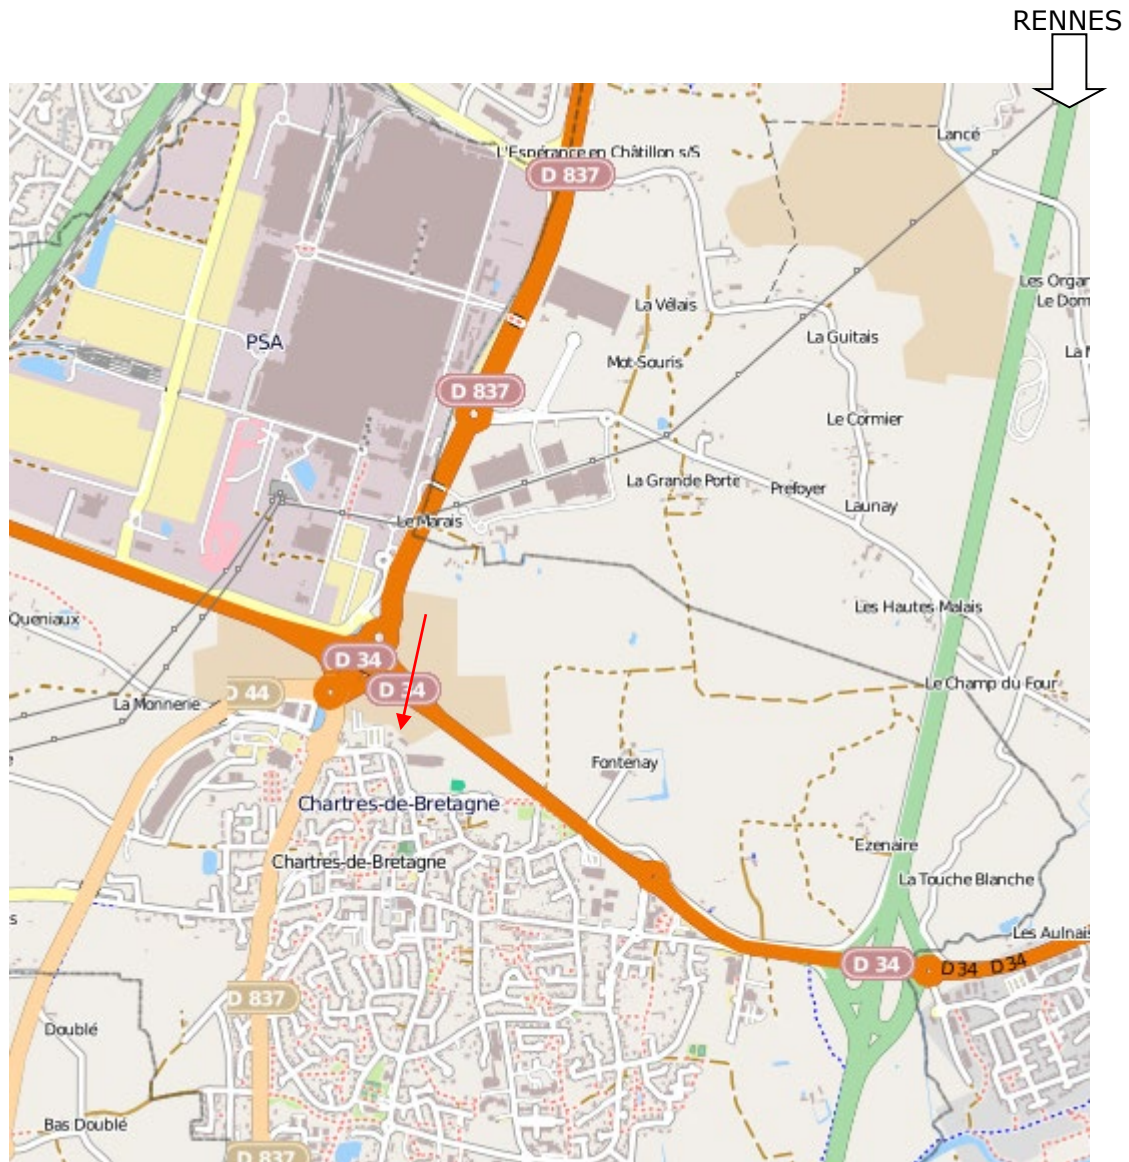 RENNES
Lancé
L'Espérance en Châtillon s/S
D 837
Les Organ
Le Dom
La Vélais
La Guitais
PSA
La M
Mot-Souris
D 837
Le Cormier
La Grande Porte
Prefoyer
Launay
Le Marais
Les Hautes Malais
Queniaux
D 34
Le Champ du Four
D 44
D 34
La Monnerie
Fontenay
Chartres-de-Bretagne
Ezenaire
Chartres-de-Bretagne
La Touche Blanche
s
Les Aulnais
D 34
D 34
D 34
D 837
Doublé
Bas Doublé
D 837